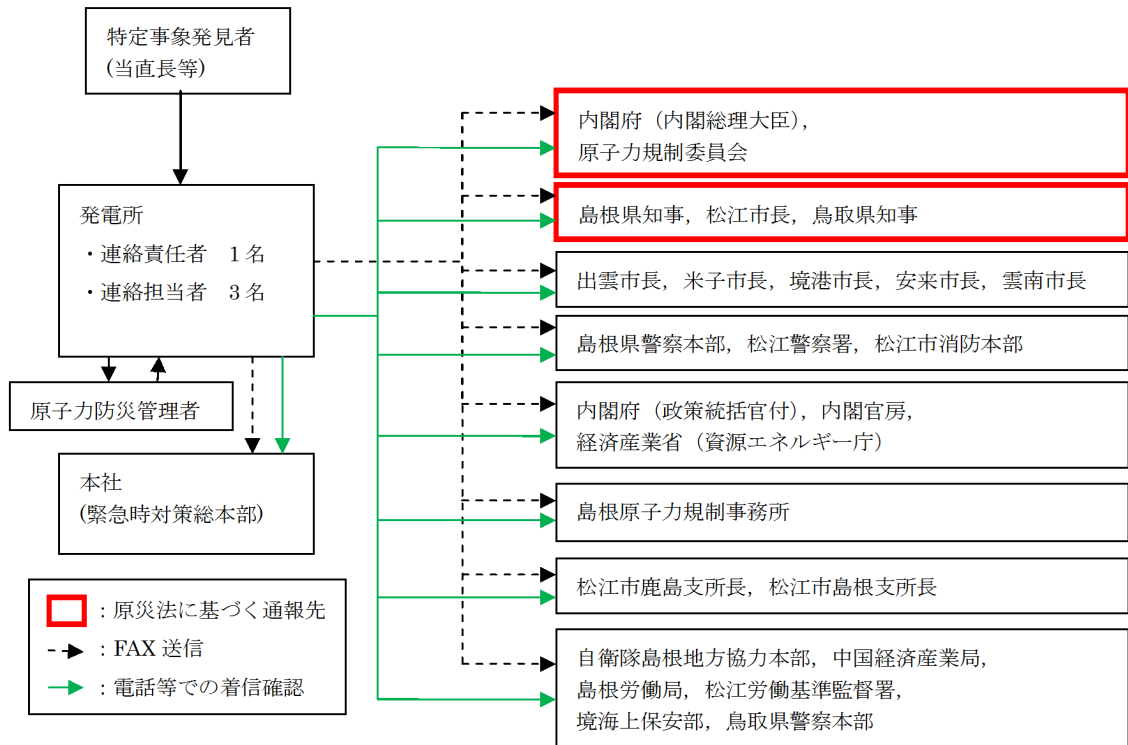 特定事象発見者
(当直長等)
発電所
・連絡責任者　1 名
・連絡担当者　3 名
原子力防災管理者
本社
(緊急時対策総本部)
内閣府（内閣総理大臣），
原子力規制委員会
島根県知事，松江市長，鳥取県知事
出雲市長，米子市長，境港市長，安来市長，雲南市長
島根県警察本部，松江警察署，松江市消防本部
内閣府（政策統括官付），内閣官房，
経済産業省（資源エネルギー庁）
島根原子力規制事務所
松江市鹿島支所長，松江市島根支所長
自衛隊島根地方協力本部，中国経済産業局，
島根労働局，松江労働基準監督署，
境海上保安部，鳥取県警察本部
：原災法に基づく通報先
：FAX 送信
：電話等での着信確認